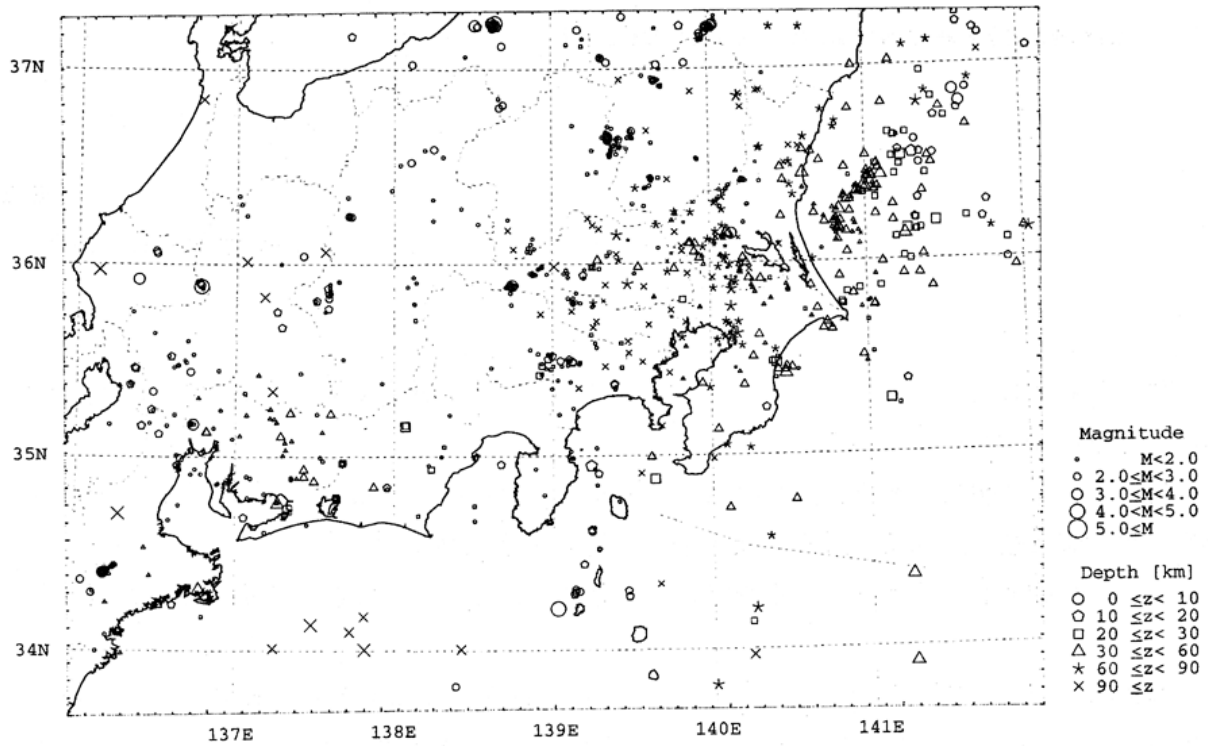 37N
36N
35N
34N
137E 138E 139E 140E 141E
Magnitude
M<2.0
2.0≤M<3.0
3.0≤M<4.0
4.0≤M<5.0
5.0≤M
Depth [km]
0 ≤z< 10
10 ≤z< 20
20 ≤z< 30
30 ≤z< 60
60 ≤z< 90
90 ≤z